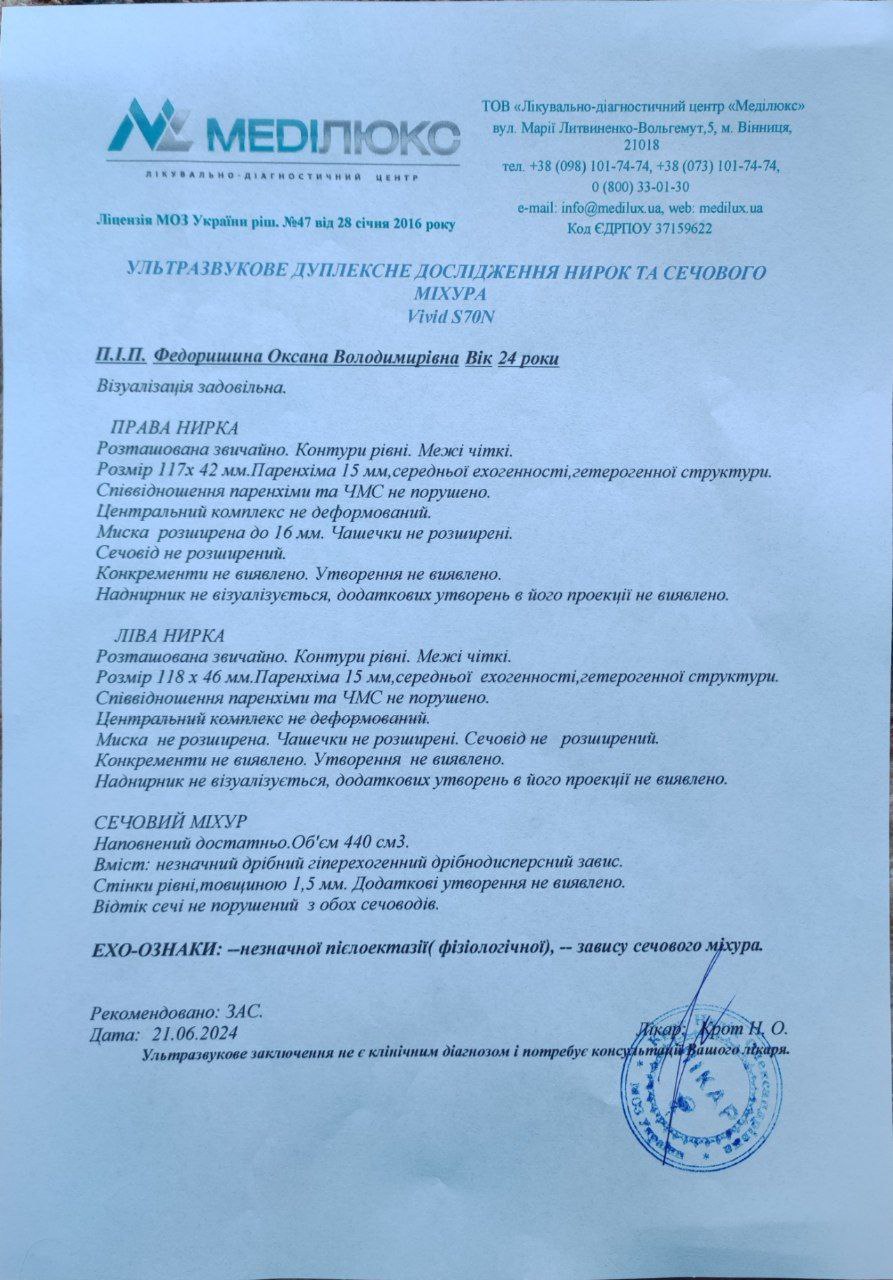 МЕДІЛЮКС
ЛІКУВАЛЬНО-ДІАГНОСТИЧНИЙ ЦЕНТР
Ліцензія МОЗ України ріш. №47 від 28 січня 2016 року
ТОВ «Лікувально-діагностичний центр «Меділюкс»
вул. Марії Литвиненко-Вольгемут,5, м. Вінниця,
21018
тел. +38 (098) 101-74-74, +38 (073) 101-74-74,
0 (800) 33-01-30
e-mail: info@medilux.ua, web: medilux.ua
Код ЄДРПОУ 37159622
УЛЬТРАЗВУКОВЕ ДУПЛЕКСНЕ ДОСЛІДЖЕННЯ НИРОК ТА СЕЧОВОГО
МІХУРА
Vivid S70N
П.І.П. Федоришина Оксана Володимирівна Вік 24 роки
Візуалізація задовільна.
ПРАВА НИРКА
Розташована звичайно. Контури рівні. Межі чіткі.
Розмір 117х 42 мм.Паренхіма 15 мм,середньої ехогенності,гетерогенної структури.
Співвідношення паренхіми та ЧМС не порушено.
Центральний комплекс не деформований.
Миска розширена до 16 мм. Чашечки не розширені.
Сечовід не розширений.
Конкременти не виявлено. Утворення не виявлено.
Наднирник не візуалізується, додаткових утворень в його проекції не виявлено.
ЛІВА НИРКА
Розташована звичайно. Контури рівні. Межі чіткі.
Розмір 118 х 46 мм.Паренхіма 15 мм,середньої ехогенності,гетерогенної структури.
Співвідношення паренхіми та ЧМС не порушено.
Центральний комплекс не деформований.
Миска не розширена. Чашечки не розширені. Сечовід не розширений.
Конкременти не виявлено. Утворення не виявлено.
Наднирник не візуалізується, додаткових утворень в його проекції не виявлено.
СЕЧОВИЙ МІХУР
Наповнений достатньо.Об'єм 440 см3.
Вміст: незначний дрібний гіперехогенний дрібнодисперсний завис.
Стінки рівні,товщиною 1,5 мм. Додаткові утворення не виявлено.
Відтік сечі не порушений з обох сечоводів.
ЕХО-ОЗНАКИ: --незначної пієлоектазії( фізіологічної), -- завису сечового міхура.
Рекомендовано: ЗАС.
Дата: 21.06.2024
Лікар: Крот Н. О.
Ультразвукове заключення не є клінічним діагнозом і потребує консультації Вашого лікаря.
ЛІКАР